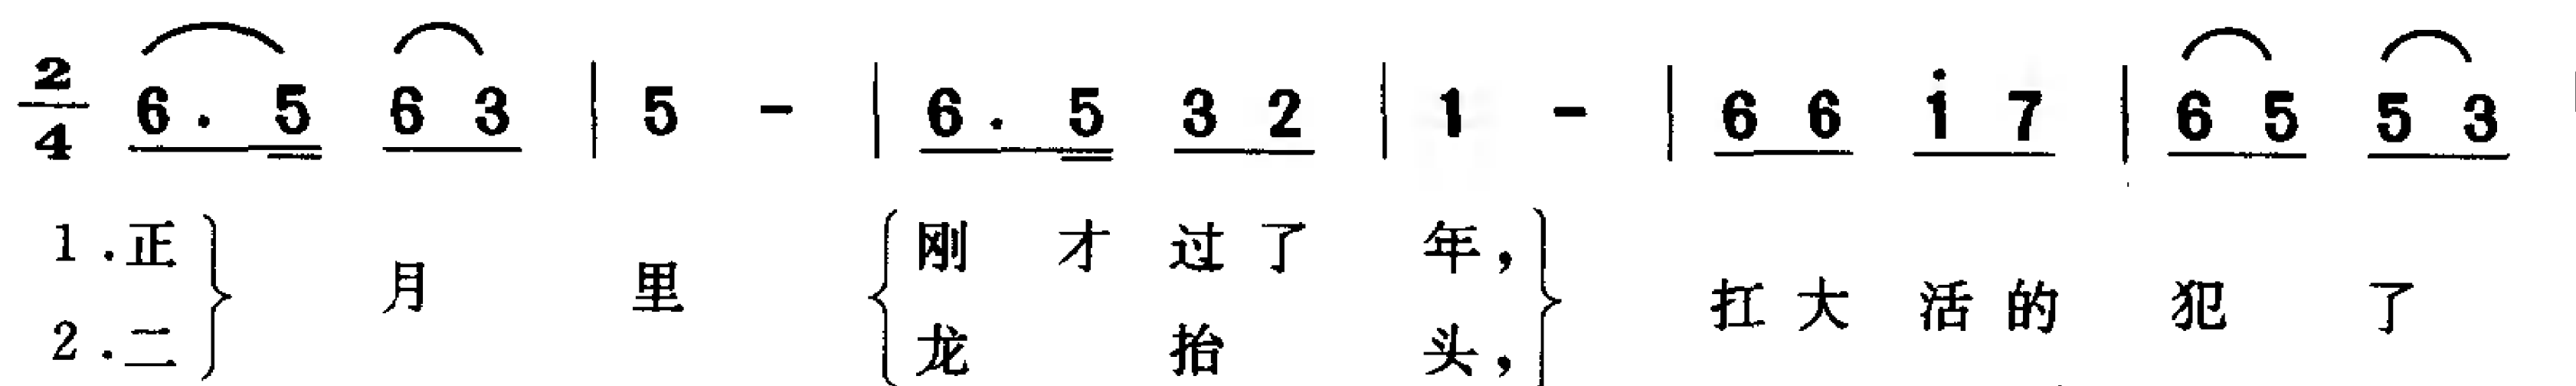 2/4 6. 5 6 3 | 5 - | 6. 5 3 2 | 1 - | 6 6 i 7 | 6 5 5 3 |
1.正 刚 才 过 了 年，
月 里 扛 大 活 的 犯 了
2.二 龙 抬 头，